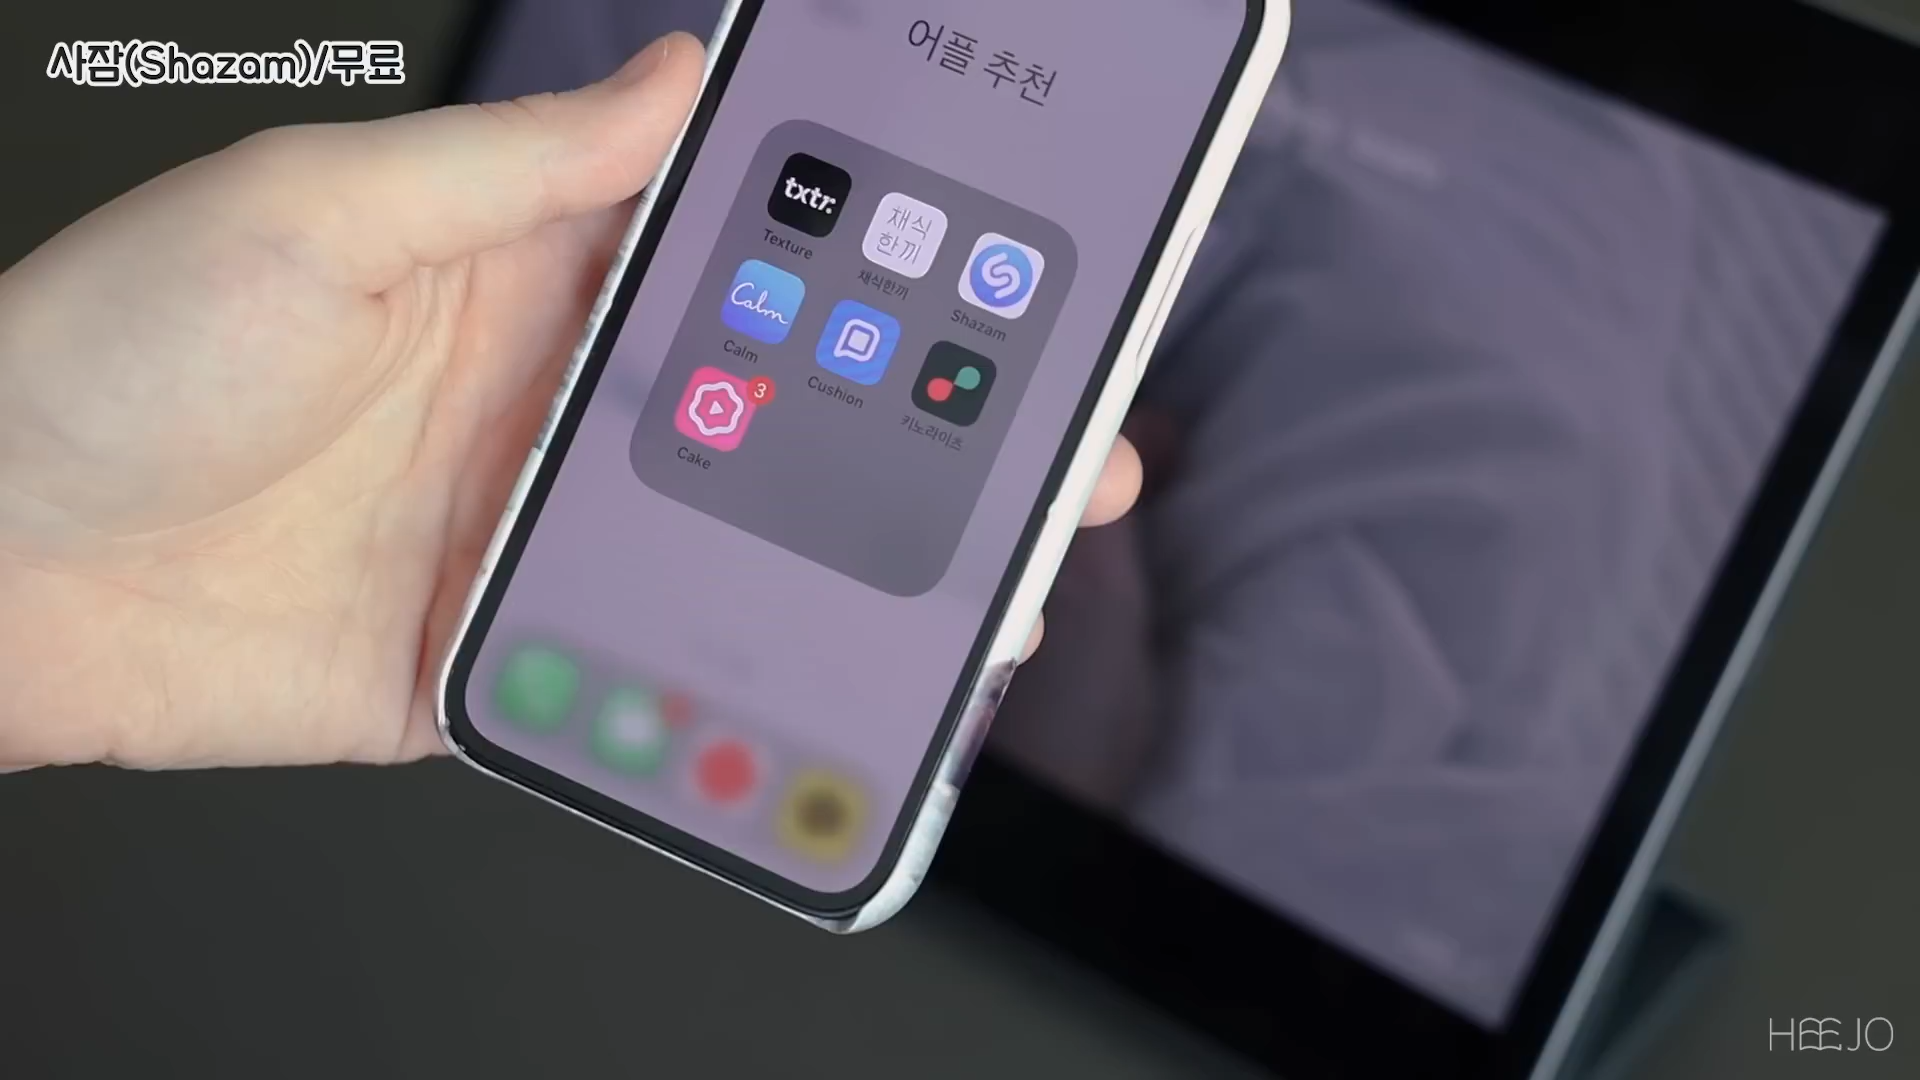 사잠(Shazam)/무료
어플 추천
txtr.
Texture
채식
한끼
채식한끼
Shazam
Calm
Calm
Cushion
키노라이츠
3
Cake
HEEJO